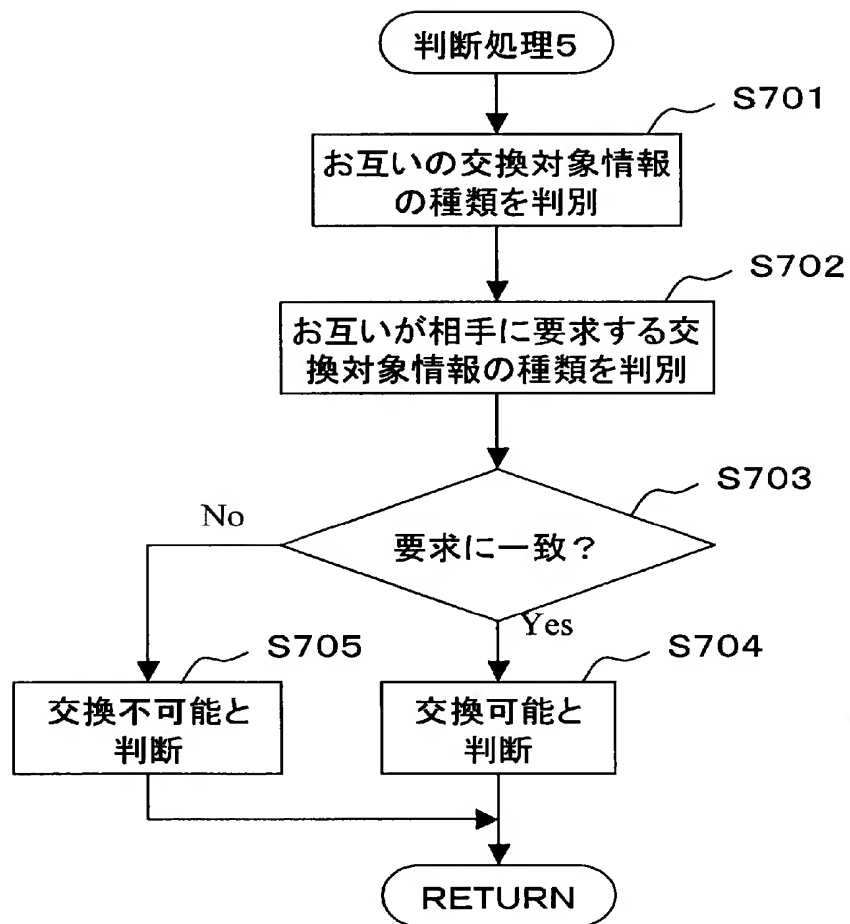 判断処理5
S701
お互いの交換対象情報
の種類を判別
S702
お互いが相手に要求する交
換対象情報の種類を判別
S703
要求に一致?
No
Yes
S705
交換不可能と
判断
S704
交換可能と
判断
RETURN